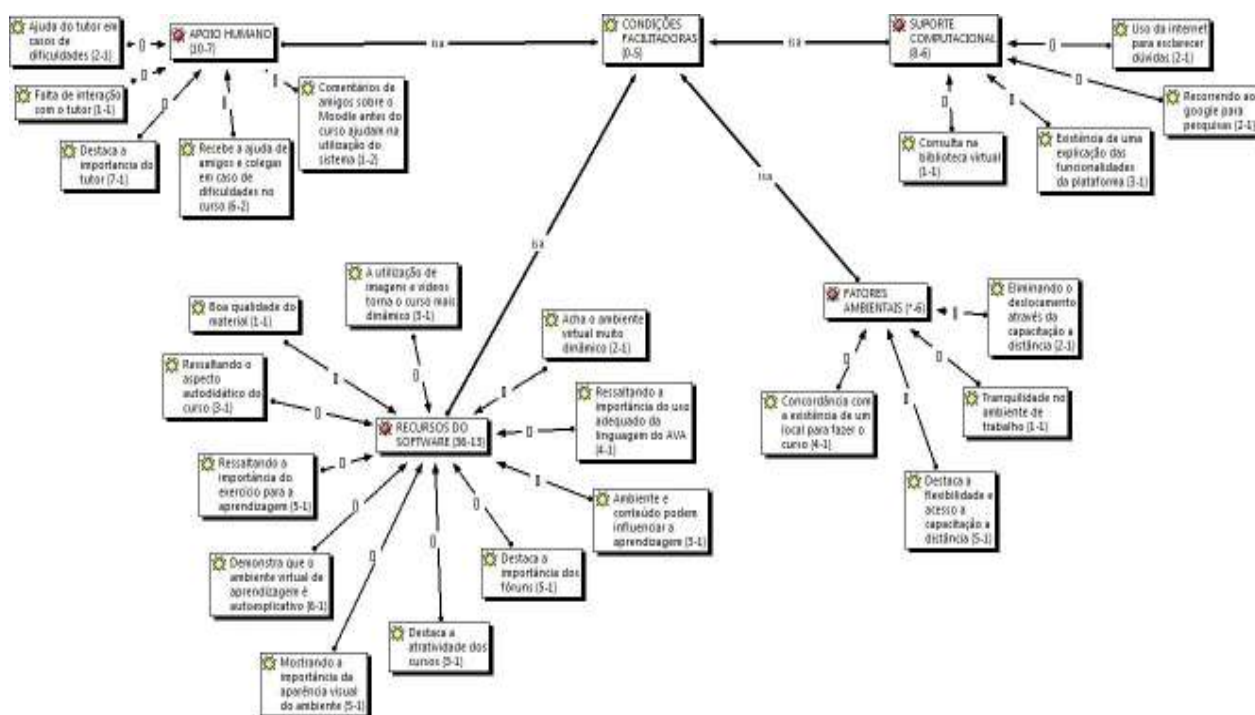 Ajuda do tutor em
casos de
dificuldades (2-1)
APOIO HUMANO
(10-7)
isa
CONDIÇÕES
FACILITADORAS
(0-5)
isa
SUPORTE
COMPUTACIONAL
(8-6)
Uso da internet
para esclarecer
dúvidas (2-1)
Falta de interação
com o tutor (1-1)
Comentários de
amigos sobre o
Moodle antes do
curso ajudam na
utilização do
sistema (1-2)
Recorrendo ao
google para
pesquisas (2-1)
Destaca a
importancia do
tutor (7-1)
Recebe a ajuda de
amigos e colegas
em caso de
dificuldades no
curso (6-2)
Consulta na
biblioteca virtual
(1-1)
Existência de uma
explicação das
funcionalidades
da plataforma (3-1)
isa
isa
A utilização de
imagens e videos
torna o curso mais
dinâmico
Boa qualidade do
material (1-1)
Acha o ambiente
virtual muito
dinâmico (2-1)
FATORES
AMBIENTAIS (*-6)
Eliminando o
deslocamento
através da
capacitação a
distância (2-1)
Ressaltando o
aspecto
autodidático do
curso (3-1)
RECURSOS DO
SOFTWARE
Ressaltando a
importância do uso
adequado da
linguagem do AVA
(4-1)
Concordância com
a existência de um
local para fazer o
curso (4-1)
Tranquilidade no
ambiente de
trabalho (1-1)
Ressaltando a
importância do
exercício para a
aprendizagem (5-1)
Ambiente e
conteúdo podem
influenciar a
aprendizagem
Destaca a
flexibilidade e
acesso a
capacitação a
distância (5-1)
Demonstra que o
ambiente virtual de
aprendizagem é
autoexplicativo (6-1)
Destaca a
importância dos
fóruns (5-1)
Destaca a
atratividade dos
cursos
Mostrando a
importância da
aparência visual
do ambiente (5-1)